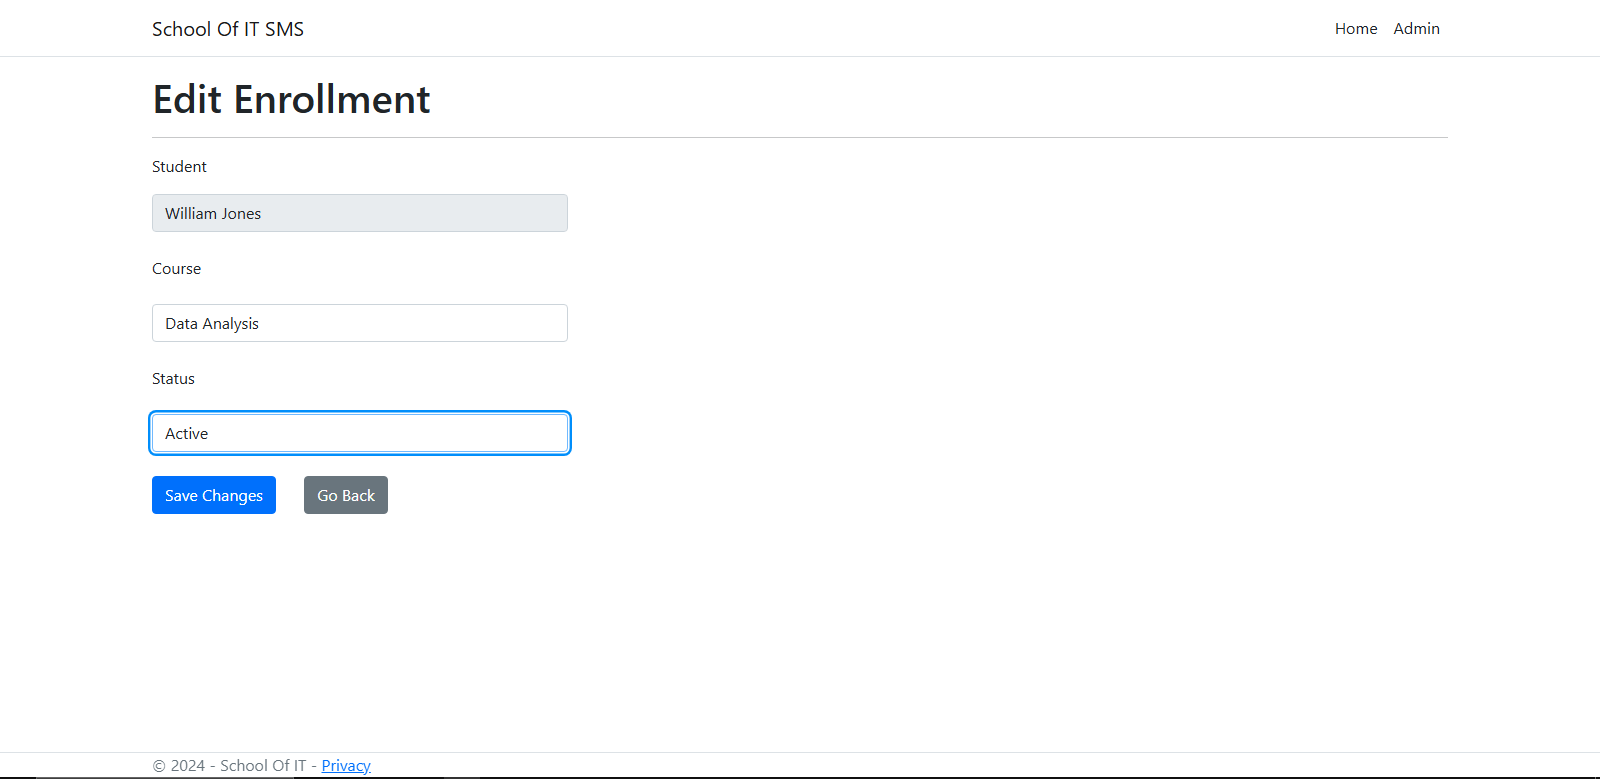 School Of IT SMS
Home Admin
Edit Enrollment
Student
William Jones
Course
Data Analysis
Status
Active
Save Changes Go Back
© 2024 - School Of IT - Privacy